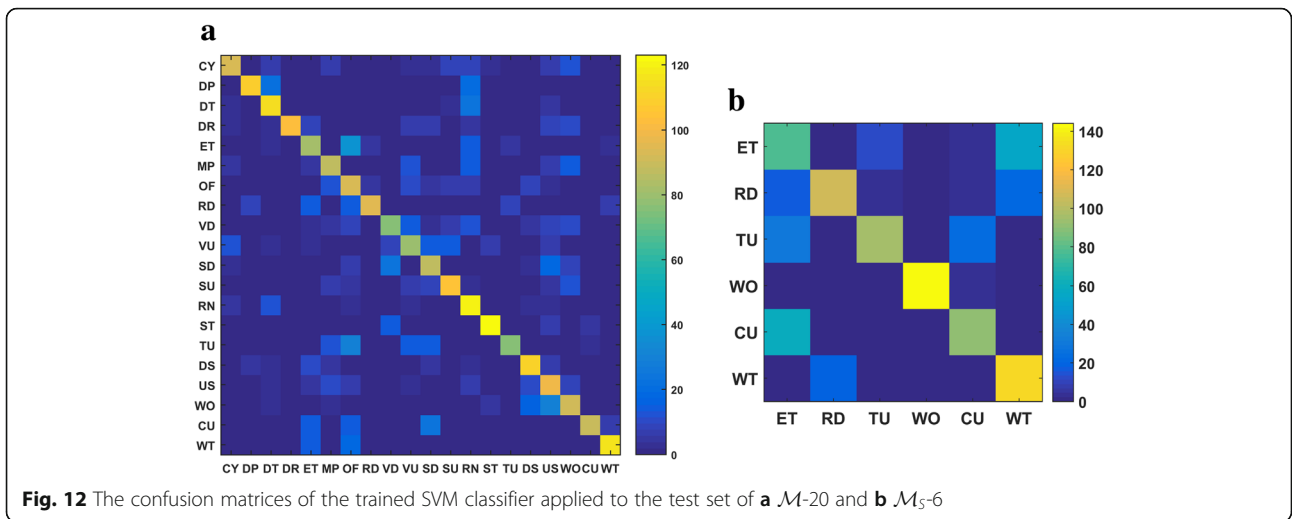 a
CY
DP
DT
DR
ET
MP
OF
RD
VD
VU
SD
SU
RN
ST
TU
DS
US
WO
CU
WT
CY DP DT DR ET MP OF RD VD VU SD SU RN ST TU DS US WO CU WT
120
100
80
60
40
20
0
b
ET
RD
TU
WO
CU
WT
ET RD TU WO CU WT
140
120
100
80
60
40
20
0
Fig. 12 The confusion matrices of the trained SVM classifier applied to the test set of a ℳ-20 and b ℳS-6